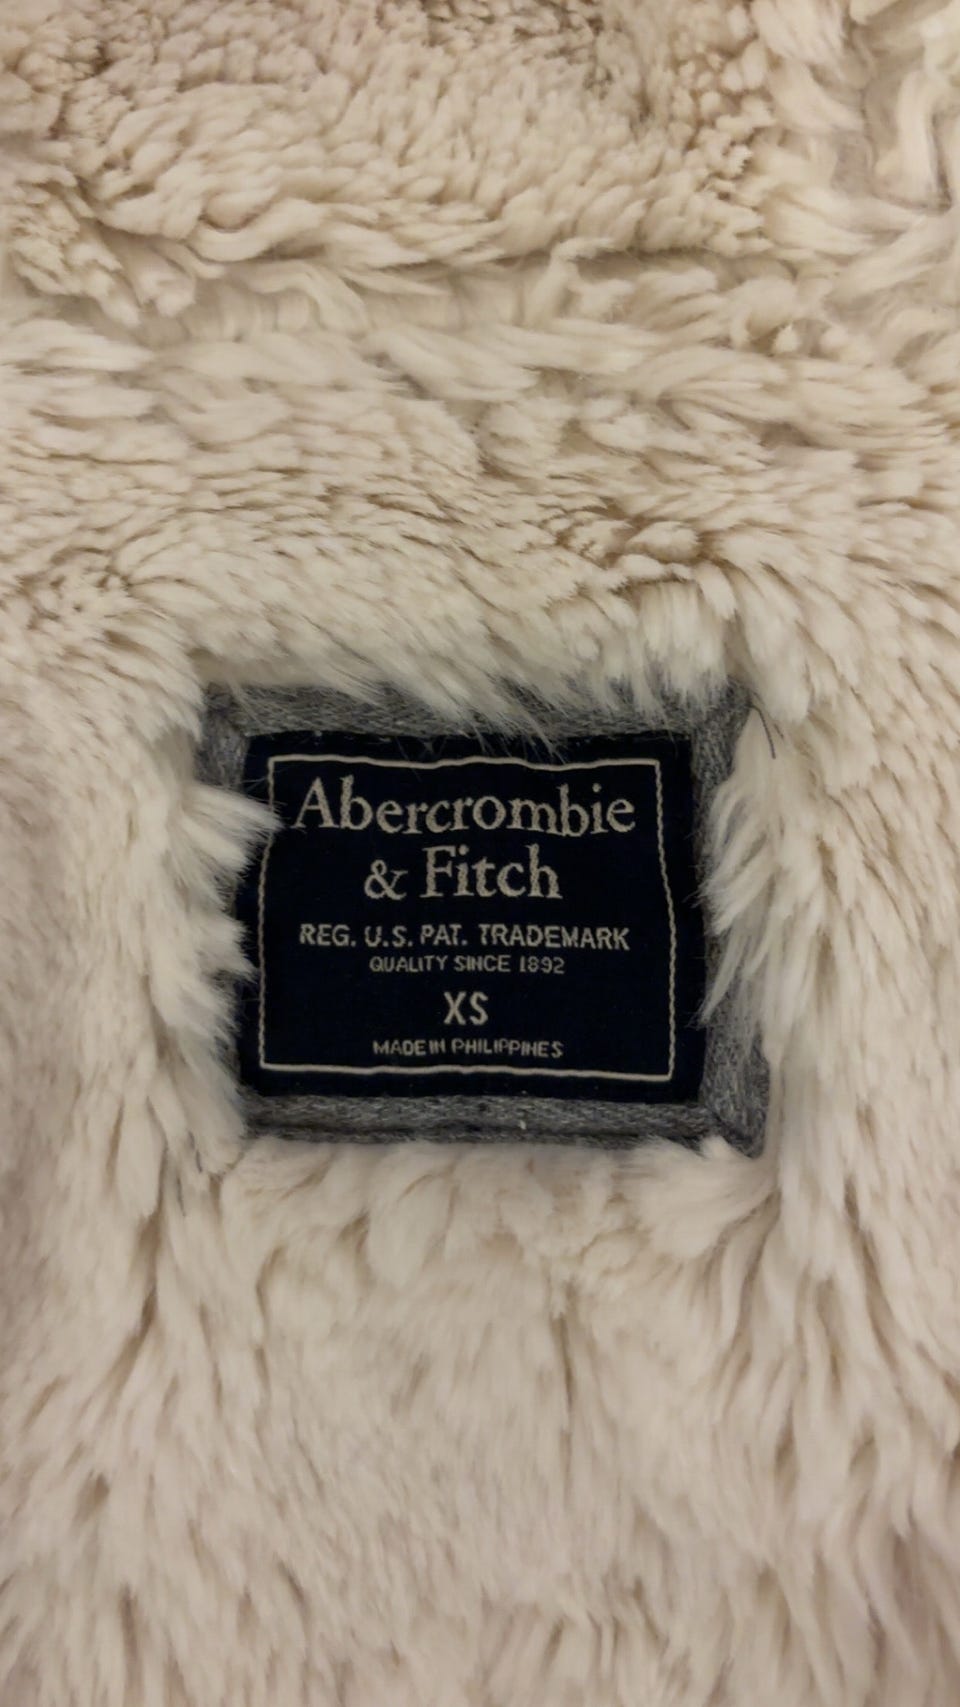 Abercrombie
& Fitch
REG. U.S. PAT. TRADEMARK
QUALITY SINCE 1892
XS
MADE IN PHILIPPINES